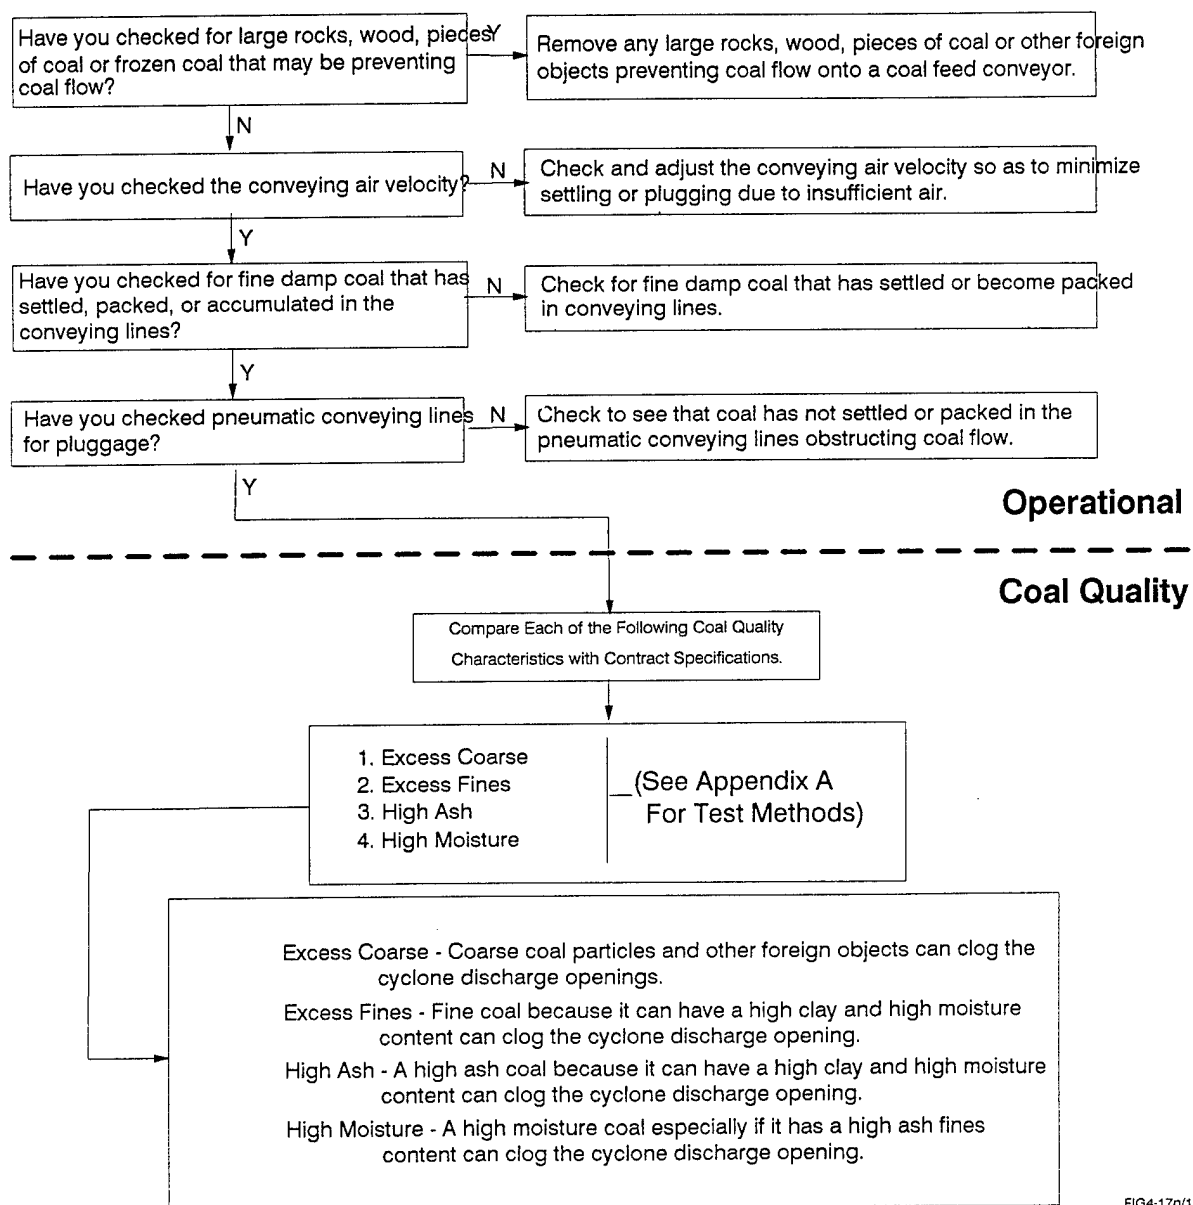 Have you checked for large rocks, wood, pieces
of coal or frozen coal that may be preventing
coal flow?
Y
Remove any large rocks, wood, pieces of coal or other foreign
objects preventing coal flow onto a coal feed conveyor.
N
Have you checked the conveying air velocity?
N
Check and adjust the conveying air velocity so as to minimize
settling or plugging due to insufficient air.
Y
Have you checked for fine damp coal that has
settled, packed, or accumulated in the
conveying lines?
N
Check for fine damp coal that has settled or become packed
in conveying lines.
Y
Have you checked pneumatic conveying lines
for pluggage?
N
Check to see that coal has not settled or packed in the
pneumatic conveying lines obstructing coal flow.
Y
Operational
Coal Quality
Compare Each of the Following Coal Quality
Characteristics with Contract Specifications.
1. Excess Coarse
2. Excess Fines
3. High Ash
4. High Moisture
(See Appendix A
For Test Methods)
Excess Coarse - Coarse coal particles and other foreign objects can clog the
cyclone discharge openings.
Excess Fines - Fine coal because it can have a high clay and high moisture
content can clog the cyclone discharge opening.
High Ash - A high ash coal because it can have a high clay and high moisture
content can clog the cyclone discharge opening.
High Moisture - A high moisture coal especially if it has a high ash fines
content can clog the cyclone discharge opening.
FIG4-17n/1